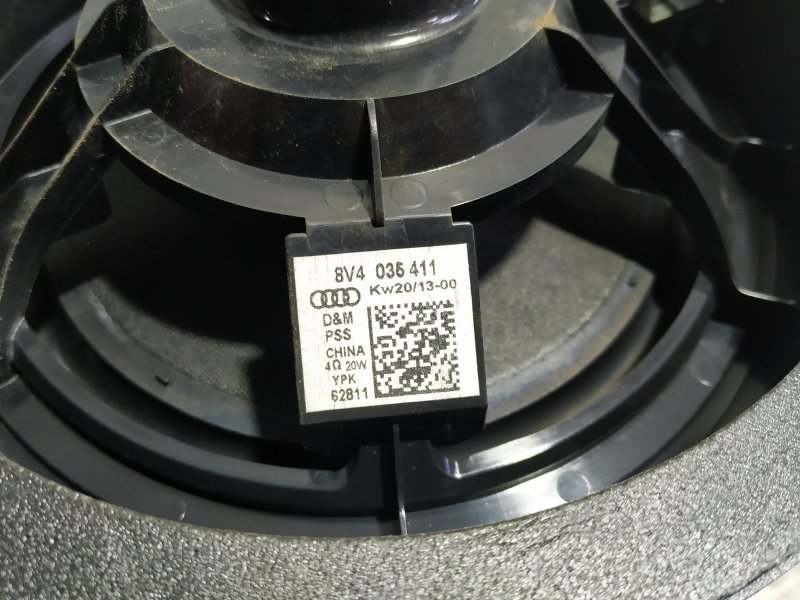 8V4 035 411
Kw20/13-00
D&M
PSS
CHINA
4Ω 20W
YPK
62811